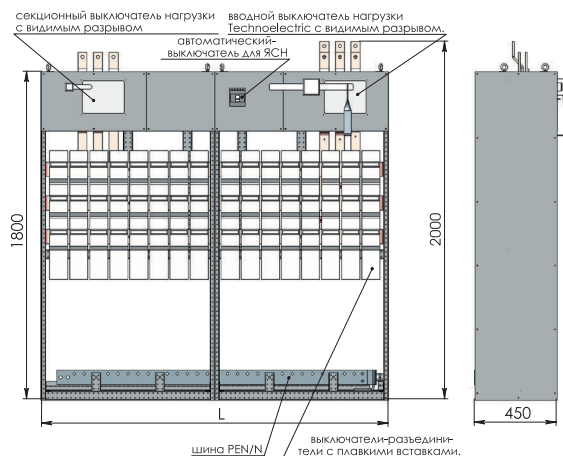 секционный выключатель нагрузки
с видимым разрывом
вводной выключатель нагрузки
Technoelectric с видимым разрывом.
автоматический-
выключатель для ЯСН
1800
2000
L
450
шина PEN/N
выключатели-разъедини-
тели с плавкими вставками.